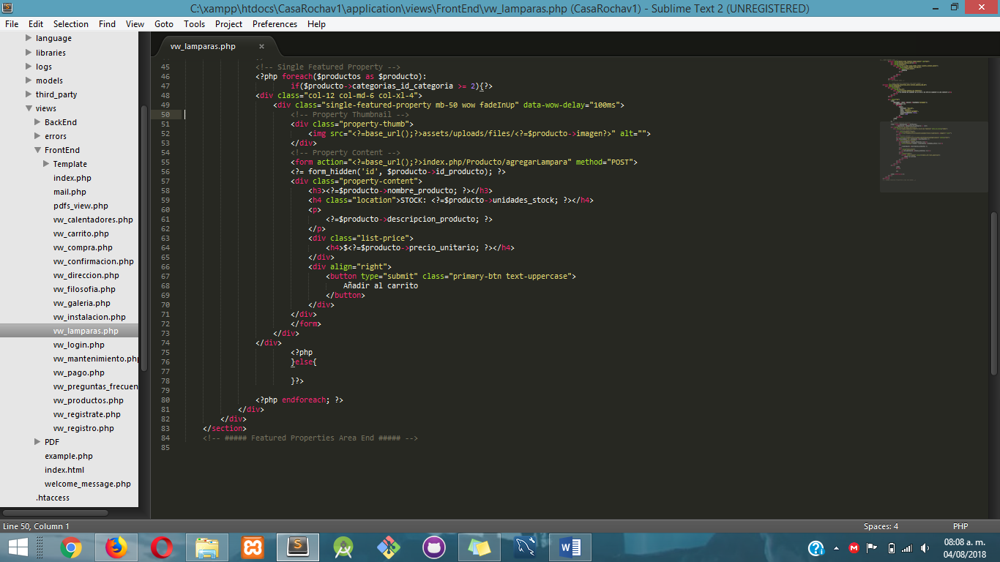 C:\xampp\htdocs\CasaRochav1\application\views\FrontEnd\vw_lamparas.php (CasaRochav1) - Sublime Text 2 (UNREGISTERED)
File Edit Selection Find View Goto Tools Project Preferences Help
language
libraries
logs
models
third_party
views
BackEnd
errors
FrontEnd
Template
index.php
mail.php
pdfs_view.php
vw_calentadores.php
vw_carrito.php
vw_compra.php
vw_confirmacion.php
vw_direccion.php
vw_filosofia.php
vw_galeria.php
vw_instalacion.php
vw_lamparas.php
vw_login.php
vw_mantenimiento.php
vw_pago.php
vw_preguntas_frecuen
vw_productos.php
vw_registrate.php
vw_registro.php
PDF
example.php
index.html
welcome_message.php
.htaccess
vw_lamparas.php ×
45 <!-- Single Featured Property -->
46 <?php foreach($productos as $producto):
47 if($producto->categorias_id_categoria >= 2){?>
48 <div class="col-12 col-md-6 col-xl-4">
49 <div class="single-featured-property mb-50 wow fadeInUp" data-wow-delay="100ms">
50 <!-- Property Thumbnail -->
51 <div class="property-thumb">
52 <img src="<?=base_url();?>assets/uploads/files/<?=$producto->imagen?>" alt="">
53 </div>
54 <!-- Property Content -->
55 <form action="<?=base_url();?>index.php/Producto/agregarLampara" method="POST">
56 <?= form_hidden('id', $producto->id_producto); ?>
57 <div class="property-content">
58 <h3><?=$producto->nombre_producto; ?></h3>
59 <h4 class="location">STOCK: <?=$producto->unidades_stock; ?></h4>
60 <p>
61 <?=$producto->descripcion_producto; ?>
62 </p>
63 <div class="list-price">
64 <h4>$<?=$producto->precio_unitario; ?></h4>
65 </div>
66 <div align="right">
67 <button type="submit" class="primary-btn text-uppercase">
68 Añadir al carrito
69 </button>
70 </div>
71 </div>
72 </form>
73 </div>
74 </div>
75 <?php
76 }else{
77
78 }?>
79
80 <?php endforeach; ?>
81 </div>
82 </div>
83 </section>
84 <!-- ##### Featured Properties Area End ##### -->
85
Line 50, Column 1 Spaces: 4 PHP
08:08 a. m.
04/08/2018